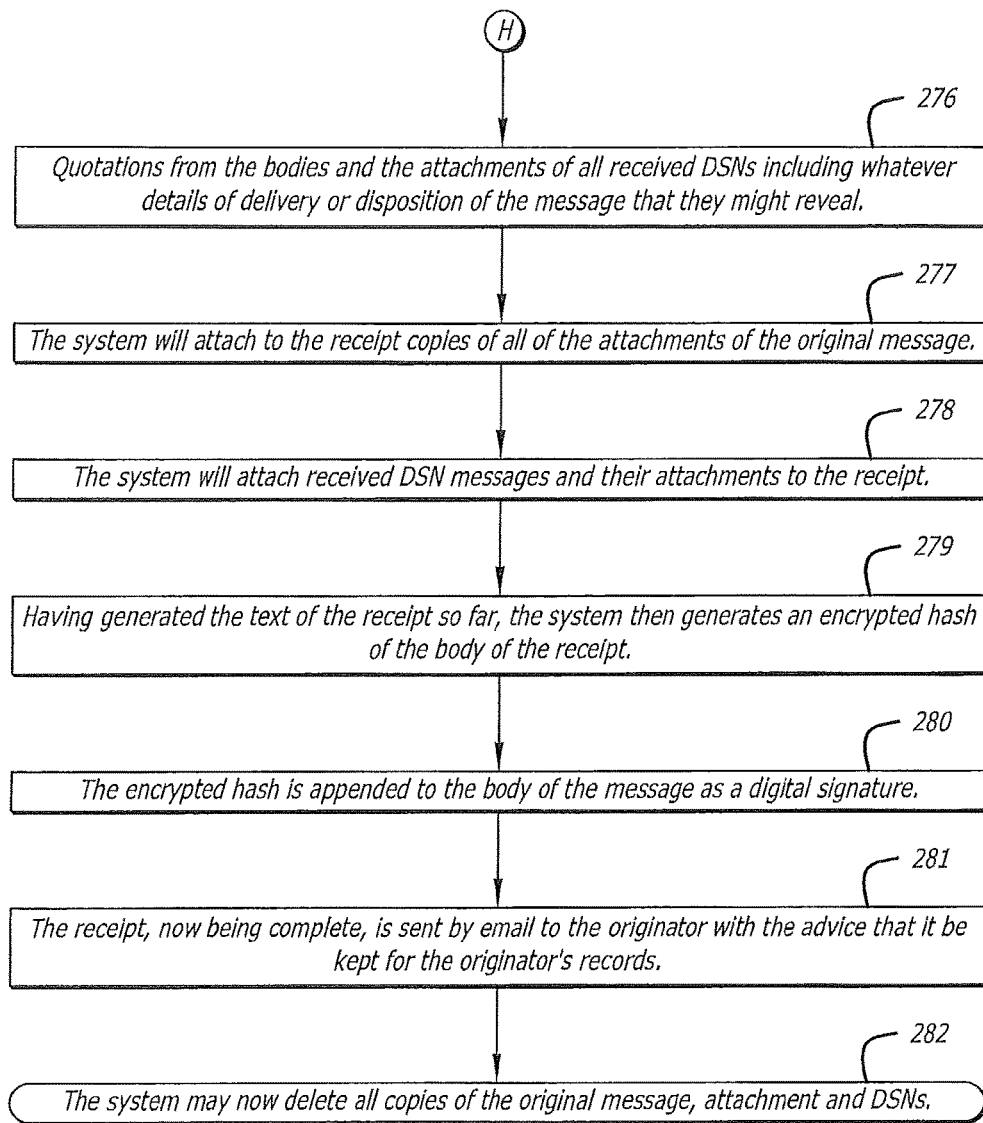 H
276
Quotations from the bodies and the attachments of all received DSNs including whatever
details of delivery or disposition of the message that they might reveal.
277
The system will attach to the receipt copies of all of the attachments of the original message.
278
The system will attach received DSN messages and their attachments to the receipt.
279
Having generated the text of the receipt so far, the system then generates an encrypted hash
of the body of the receipt.
280
The encrypted hash is appended to the body of the message as a digital signature.
281
The receipt, now being complete, is sent by email to the originator with the advice that it be
kept for the originator's records.
282
The system may now delete all copies of the original message, attachment and DSNs.